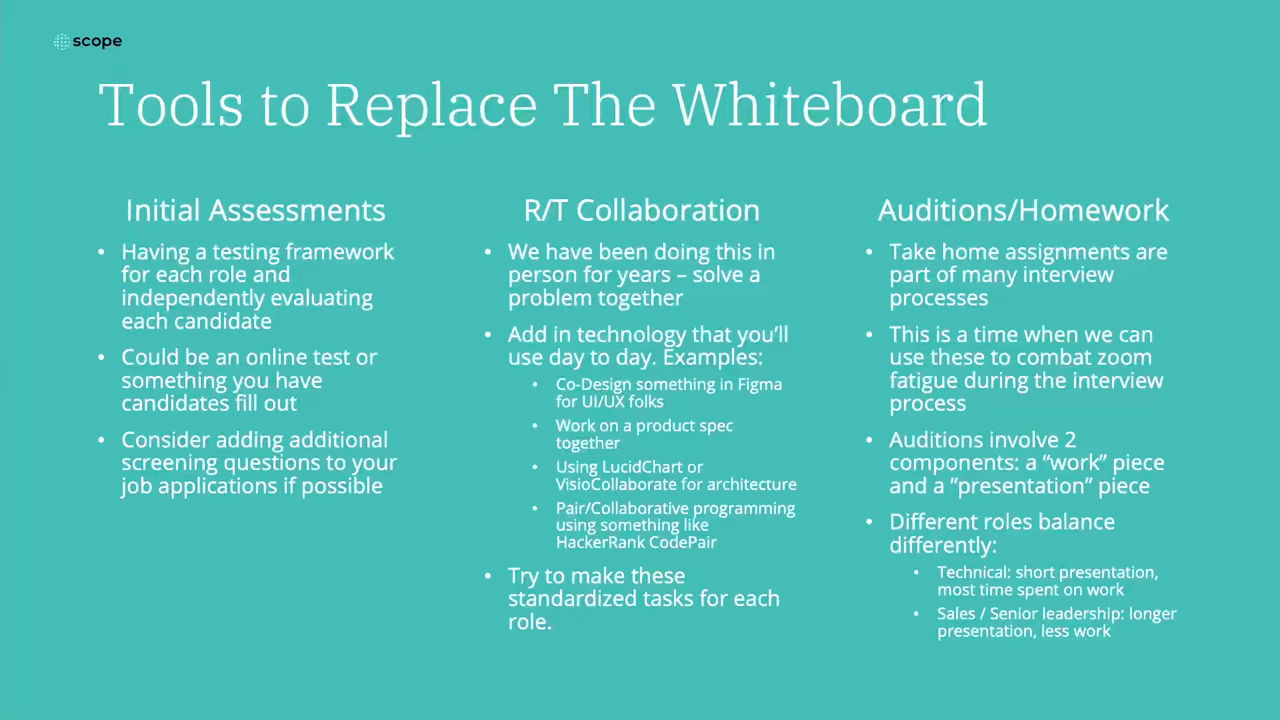 scope
Tools to Replace The Whiteboard
Initial Assessments
• Having a testing framework
for each role and
independently evaluating
each candidate
• Could be an online test or
something you have
candidates fill out
• Consider adding additional
screening questions to your
job applications if possible
R/T Collaboration
• We have been doing this in
person for years – solve a
problem together
• Add in technology that you’ll
use day to day. Examples:
• Co-Design something in Figma
for UI/UX folks
• Work on a product spec
together
• Using LucidChart or
VisioCollaborate for architecture
• Pair/Collaborative programming
using something like
HackerRank CodePair
• Try to make these
standardized tasks for each
role.
Auditions/Homework
• Take home assignments are
part of many interview
processes
• This is a time when we can
use these to combat zoom
fatigue during the interview
process
• Auditions involve 2
components: a “work” piece
and a “presentation” piece
• Different roles balance
differently:
• Technical: short presentation,
most time spent on work
• Sales / Senior leadership: longer
presentation, less work